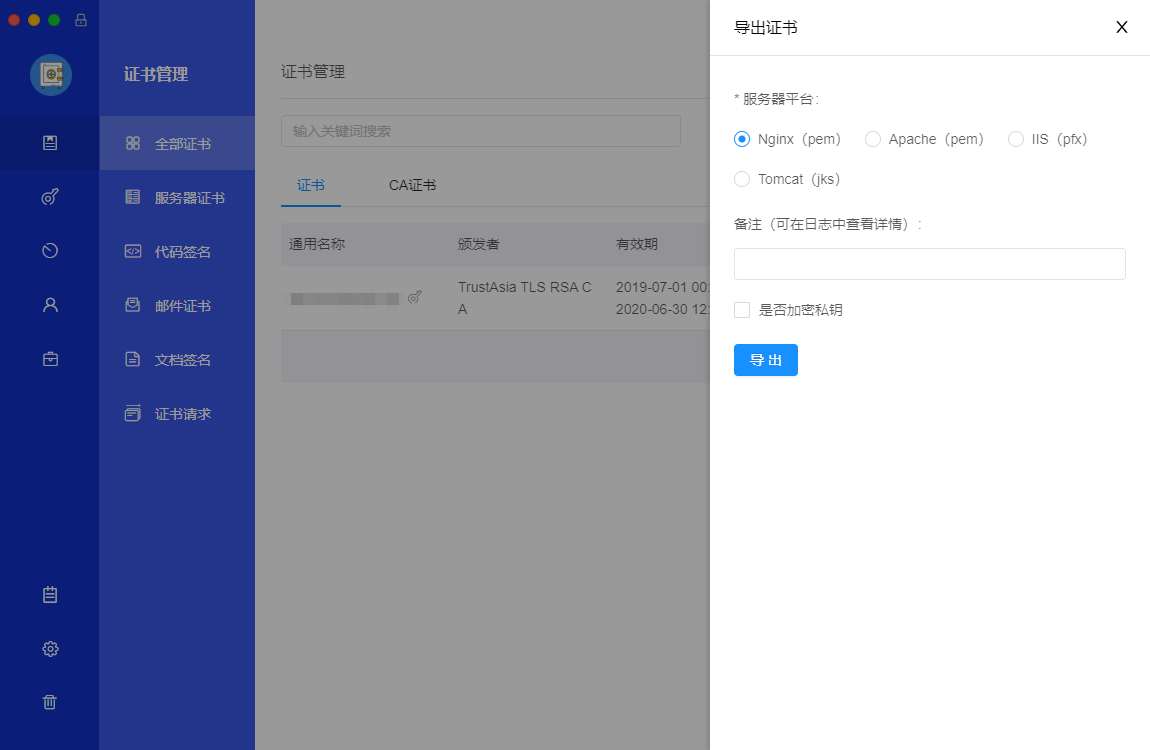 证书管理
全部证书
服务器证书
代码签名
邮件证书
文档签名
证书请求
证书管理
输入关键词搜索
证书 CA证书
通用名称 颁发者 有效期
TrustAsia TLS RSA C
A
2019-07-01 00:
2020-06-30 12:
导出证书
* 服务器平台:
Nginx（pem） Apache（pem） IIS（pfx）
Tomcat（jks）
备注（可在日志中查看详情）:
是否加密私钥
导 出